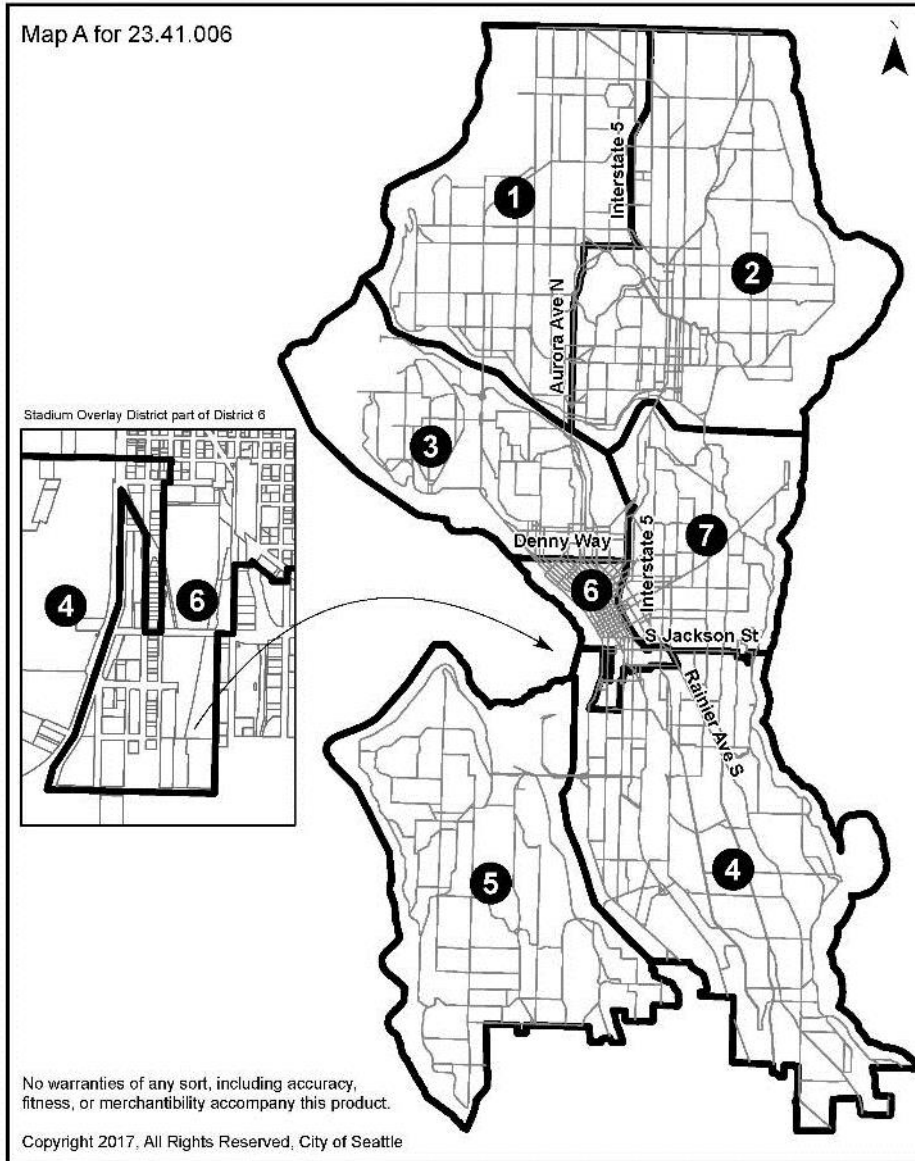 Map A for 23.41.006
N
Interstate 5
1
2
Aurora Ave N
3
Stadium Overlay District part of District 6
4
6
Denny Way
7
6
Interstate 5
S Jackson St
Rainier Ave S
5
4
No warranties of any sort, including accuracy,
fitness, or merchantibility accompany this product.
Copyright 2017, All Rights Reserved, City of Seattle